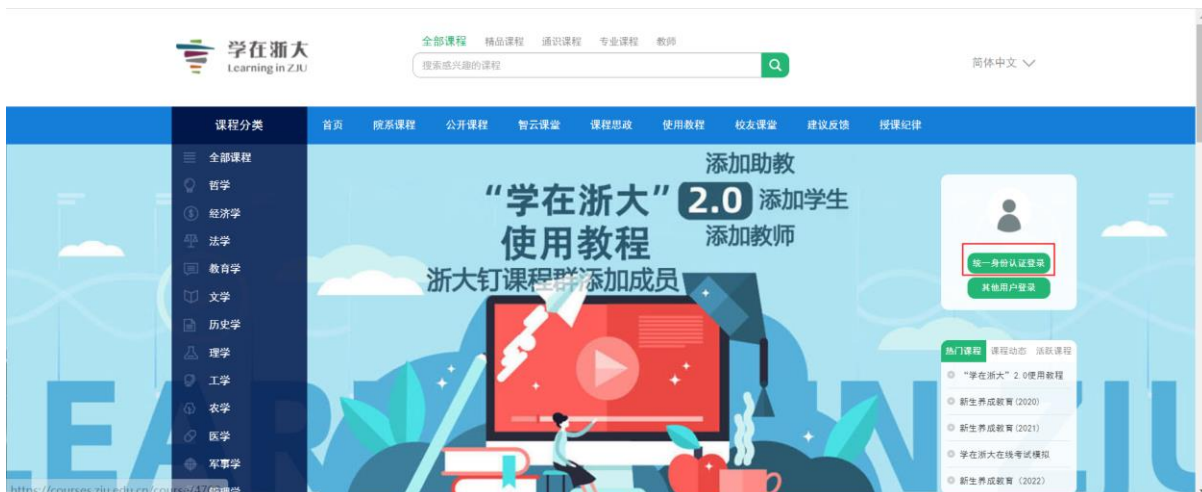 学在浙大
Learning in ZJU
全部课程 精品课程 通识课程 专业课程 教师
搜索感兴趣的课程
简体中文
课程分类 首页 院系课程 公开课程 智云课堂 课程思政 使用教程 校友课堂 建议反馈 授课纪律
全部课程
哲学
经济学
法学
教育学
文学
历史学
理学
工学
农学
医学
军事学
添加助教
“学在浙大” 2.0 添加学生
使用教程 添加教师
浙大钉课程群添加成员
统一身份认证登录
其他用户登录
热门课程 课程动态 活跃课程
“学在浙大”2.0使用教程
新生养成教育(2020)
新生养成教育(2021)
学在浙大在线考试模拟
新生养成教育(2022)